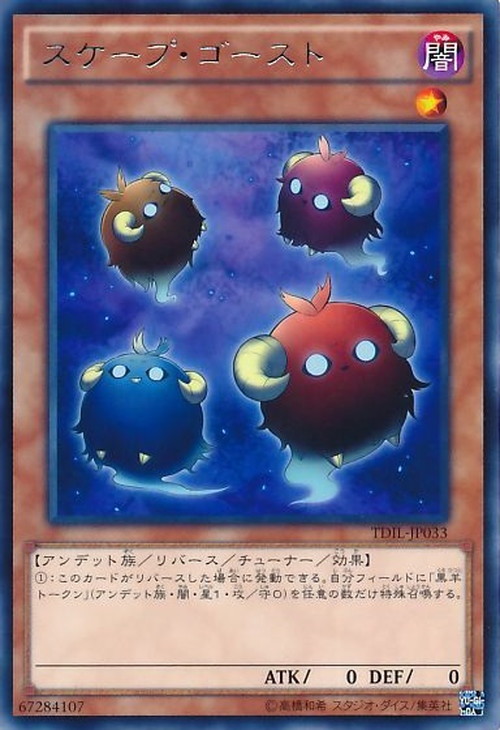 スケープ・ゴースト
闇
やみ
TDIL-JP033
【アンデット族／リバース／チューナー／効果】
①：このカードがリバースした場合に発動できる。自分フィールドに「黒羊
トークン」(アンデット族・闇・星1・攻／守0)を任意の数だけ特殊召喚する。
ATK/ 0 DEF/ 0
67284107
©高橋和希 スタジオ・ダイス／集英社